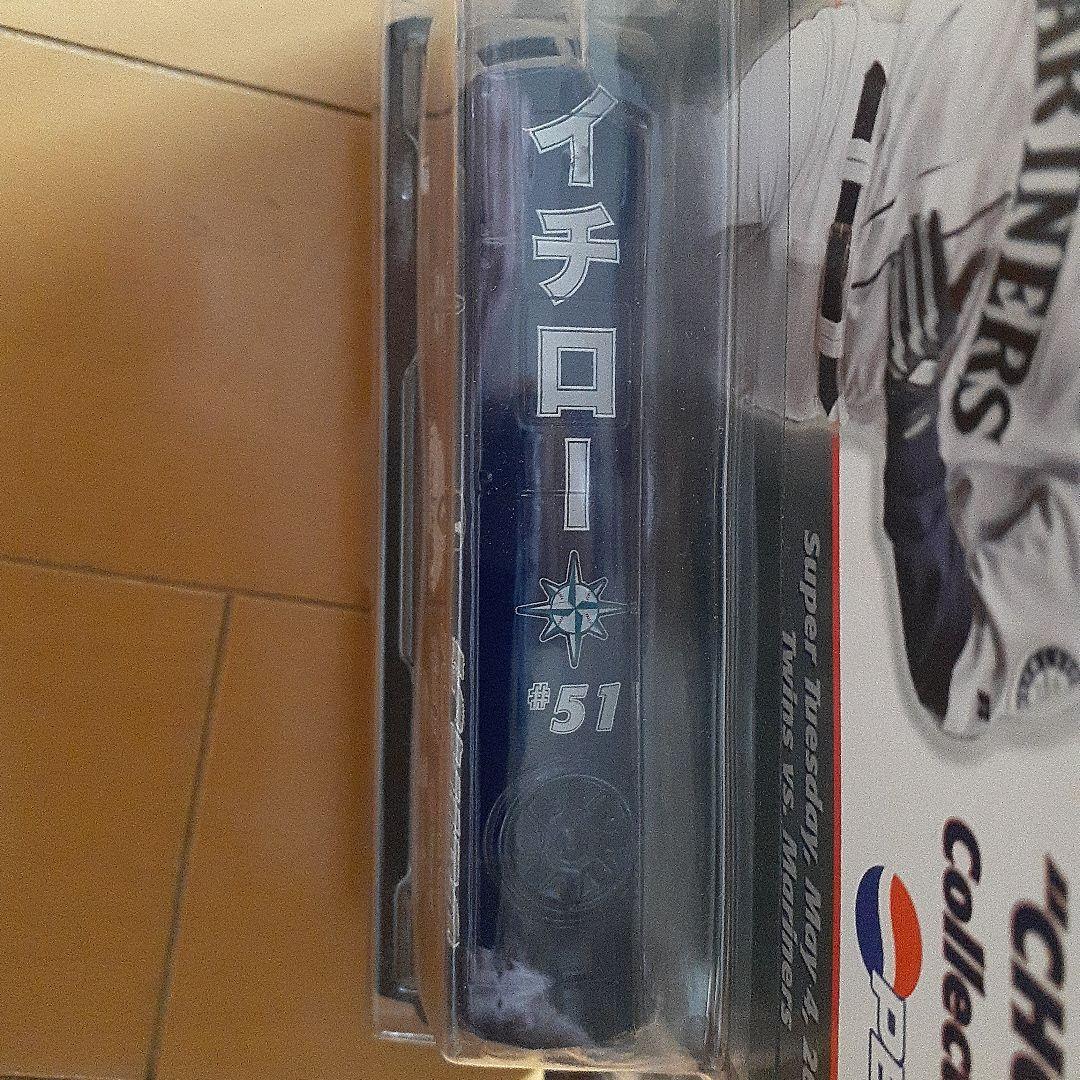 イチロー
#51
MARINERS
Super Tuesday, May 4,
Twins vs. Mariners
"CH
Collec